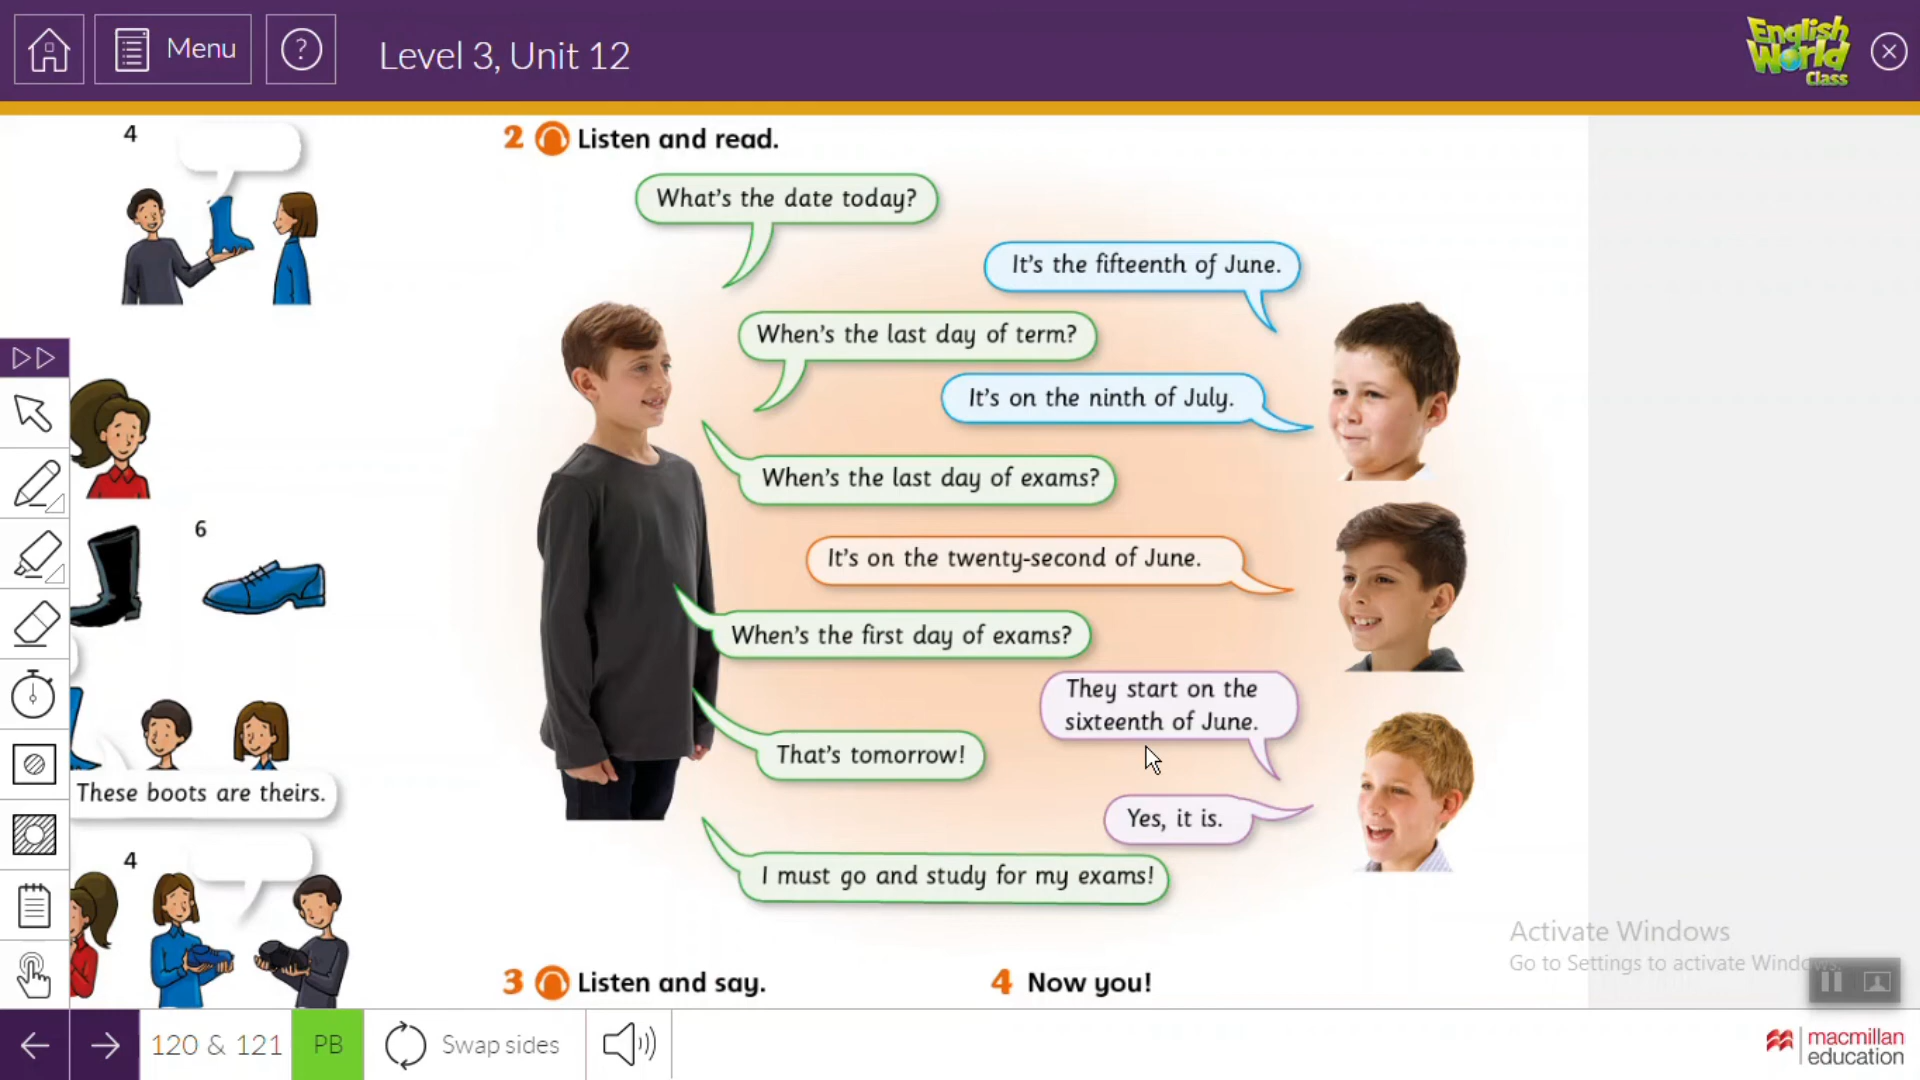 Menu
?
Level 3, Unit 12
English
World
Class
4
2 Listen and read.
What's the date today?
It's the fifteenth of June.
When's the last day of term?
It's on the ninth of July.
When's the last day of exams?
6
It's on the twenty-second of June.
When's the first day of exams?
They start on the
sixteenth of June.
That's tomorrow!
These boots are theirs.
Yes, it is.
4
I must go and study for my exams!
Activate Windows
Go to Settings to activate Windows.
3 Listen and say.
4 Now you!
120 & 121
PB
Swap sides
macmillan
education